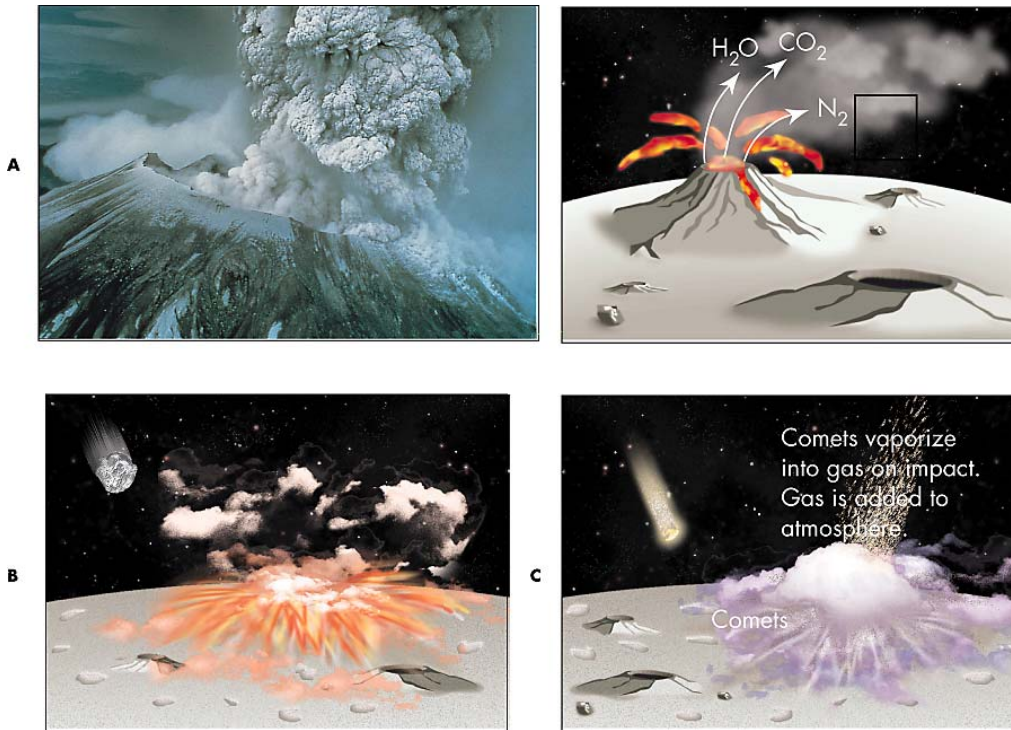 A
H₂O
CO₂
N₂
B
C
Comets vaporize
into gas on impact.
Gas is added to
atmosphere.
Comets